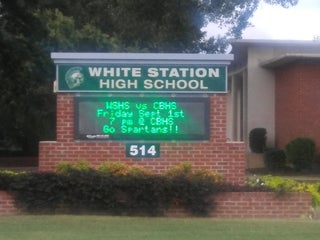 WHITE STATION
HIGH SCHOOL
WSHS vs CBHS
Friday Sept 1st
7 pm @ CBHS
Go Spartans!!
514